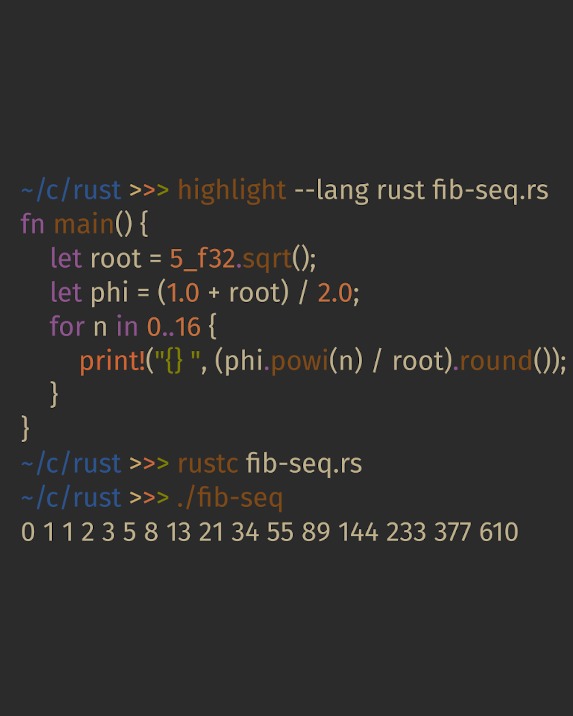 ~/c/rust >>> highlight --lang rust fib-seq.rs
fn main() {
    let root = 5_f32.sqrt();
    let phi = (1.0 + root) / 2.0;
    for n in 0..16 {
        print!("{} ", (phi.powi(n) / root).round());
    }
}
~/c/rust >>> rustc fib-seq.rs
~/c/rust >>> ./fib-seq
0 1 1 2 3 5 8 13 21 34 55 89 144 233 377 610